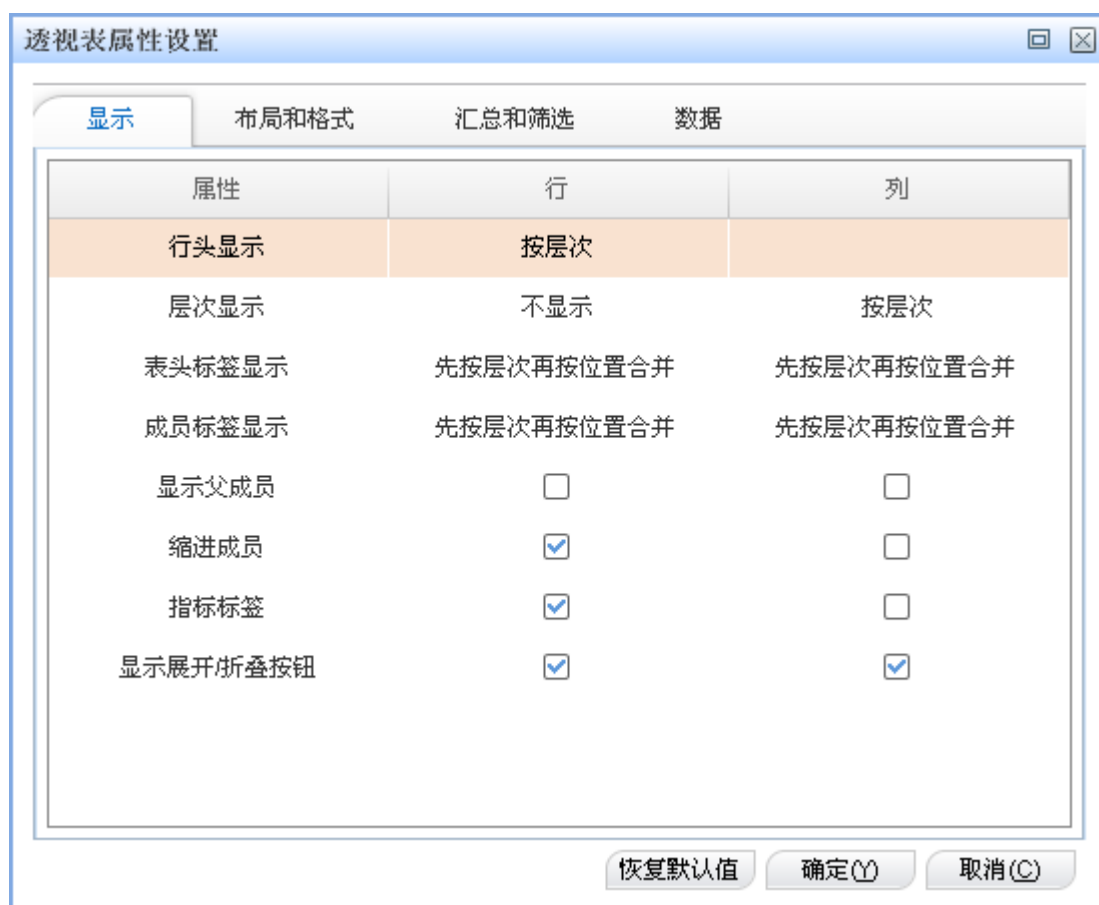 透视表属性设置
显示 布局和格式 汇总和筛选 数据
属性 行 列
行头显示 按层次
层次显示 不显示 按层次
表头标签显示 先按层次再按位置合并 先按层次再按位置合并
成员标签显示 先按层次再按位置合并 先按层次再按位置合并
显示父成员
缩进成员
指标标签
显示展开/折叠按钮
恢复默认值 确定(Y) 取消(C)